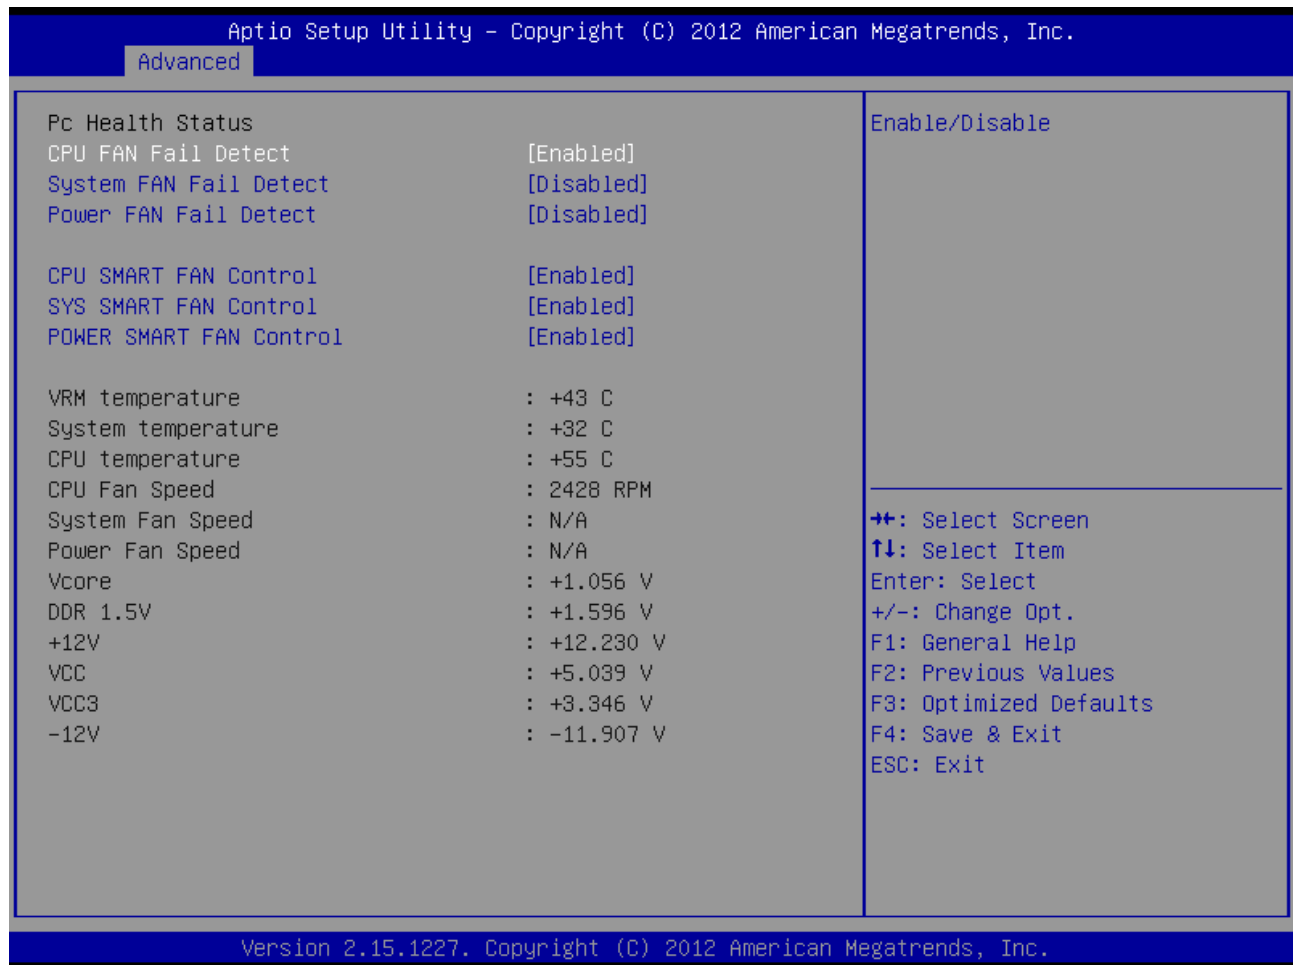 Aptio Setup Utility – Copyright (C) 2012 American Megatrends, Inc.
Advanced
Pc Health Status
CPU FAN Fail Detect [Enabled]
System FAN Fail Detect [Disabled]
Power FAN Fail Detect [Disabled]
CPU SMART FAN Control [Enabled]
SYS SMART FAN Control [Enabled]
POWER SMART FAN Control [Enabled]
VRM temperature : +43 C
System temperature : +32 C
CPU temperature : +55 C
CPU Fan Speed : 2428 RPM
System Fan Speed : N/A
Power Fan Speed : N/A
Vcore : +1.056 V
DDR 1.5V : +1.596 V
+12V : +12.230 V
VCC : +5.039 V
VCC3 : +3.346 V
-12V : -11.907 V
Enable/Disable
→←: Select Screen
↑↓: Select Item
Enter: Select
+/-: Change Opt.
F1: General Help
F2: Previous Values
F3: Optimized Defaults
F4: Save & Exit
ESC: Exit
Version 2.15.1227. Copyright (C) 2012 American Megatrends, Inc.